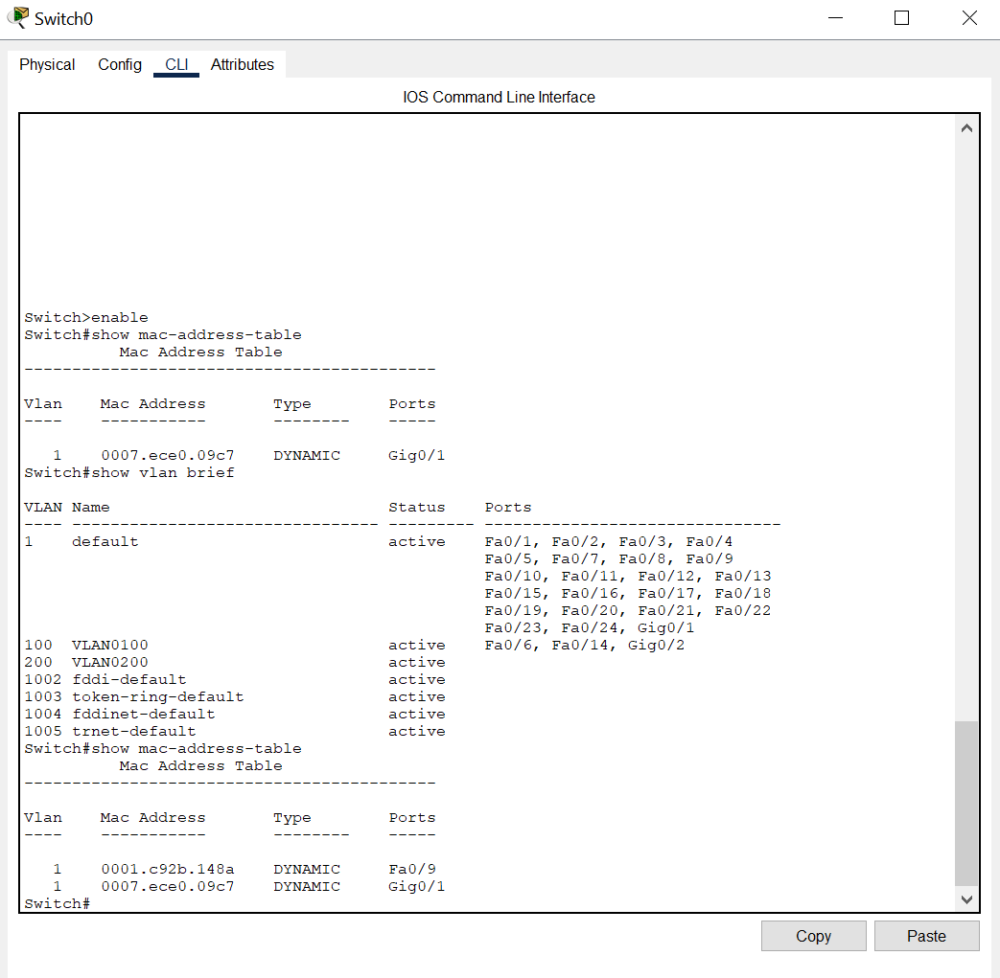 Switch0
Physical Config CLI Attributes
IOS Command Line Interface
Switch>enable
Switch#show mac-address-table
          Mac Address Table
-------------------------------------------

Vlan    Mac Address       Type        Ports
----    -----------       --------    -----

   1    0007.ece0.09c7    DYNAMIC     Gig0/1
Switch#show vlan brief

VLAN Name                             Status    Ports
---- -------------------------------- --------- -------------------------------
1    default                          active    Fa0/1, Fa0/2, Fa0/3, Fa0/4
                                                Fa0/5, Fa0/7, Fa0/8, Fa0/9
                                                Fa0/10, Fa0/11, Fa0/12, Fa0/13
                                                Fa0/15, Fa0/16, Fa0/17, Fa0/18
                                                Fa0/19, Fa0/20, Fa0/21, Fa0/22
                                                Fa0/23, Fa0/24, Gig0/1
100  VLAN0100                         active    Fa0/6, Fa0/14, Gig0/2
200  VLAN0200                         active
1002 fddi-default                     active
1003 token-ring-default               active
1004 fddinet-default                  active
1005 trnet-default                    active
Switch#show mac-address-table
          Mac Address Table
-------------------------------------------

Vlan    Mac Address       Type        Ports
----    -----------       --------    -----

   1    0001.c92b.148a    DYNAMIC     Fa0/9
   1    0007.ece0.09c7    DYNAMIC     Gig0/1
Switch#
Copy Paste